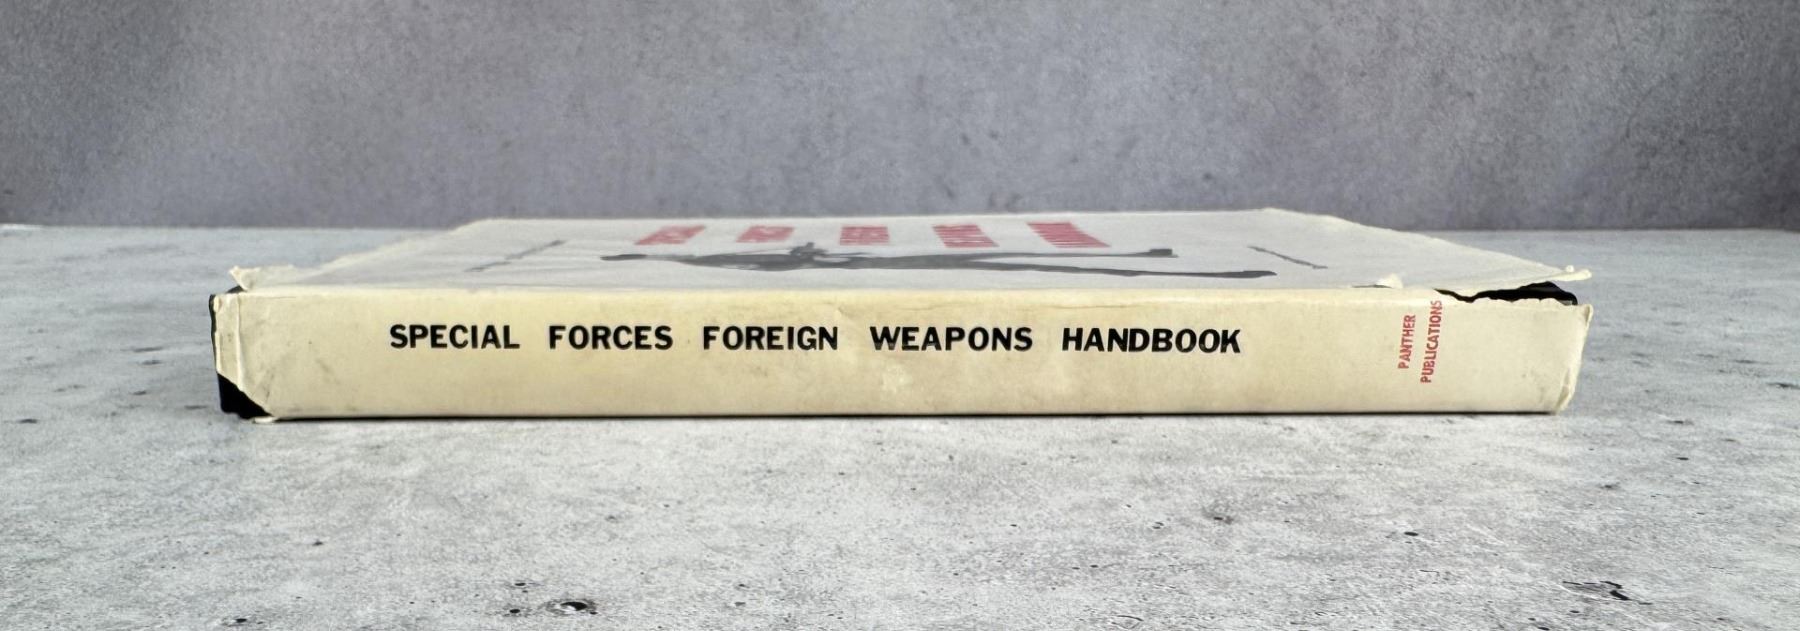 SPECIAL FORCES FOREIGN WEAPONS HANDBOOK
PANTHER
PUBLICATIONS